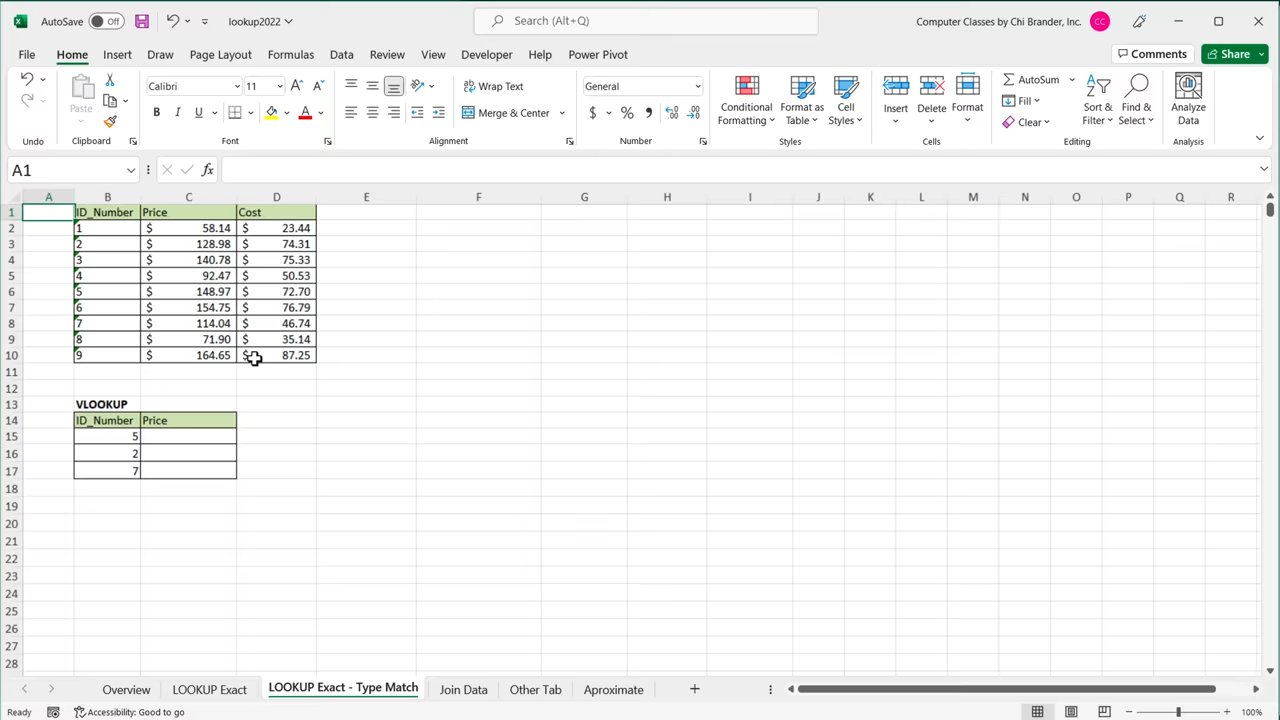 AutoSave Off lookup2022 Search (Alt+Q) Computer Classes by Chi Brander, Inc. CC
File Home Insert Draw Page Layout Formulas Data Review View Developer Help Power Pivot Comments Share
Paste Calibri 11 A A Wrap Text General Conditional Formatting Format as Table Cell Styles Insert Delete Format AutoSum Sort & Filter Find & Select Analyze Data
B I U A Merge & Center $ % , Fill Clear
Undo Clipboard Font Alignment Number Styles Cells Editing Analysis
A1 fx
A B C D E F G H I J K L M N O P Q R
1 ID_Number Price Cost
2 1 $ 58.14 $ 23.44
3 2 $ 128.98 $ 74.31
4 3 $ 140.78 $ 75.33
5 4 $ 92.47 $ 50.53
6 5 $ 148.97 $ 72.70
7 6 $ 154.75 $ 76.79
8 7 $ 114.04 $ 46.74
9 8 $ 71.90 $ 35.14
10 9 $ 164.65 $ 87.25
11
12
13 VLOOKUP
14 ID_Number Price
15 5
16 2
17 7
18
19
20
21
22
23
24
25
26
27
28
Overview LOOKUP Exact LOOKUP Exact - Type Match Join Data Other Tab Aproximate
Ready Accessibility: Good to go 100%